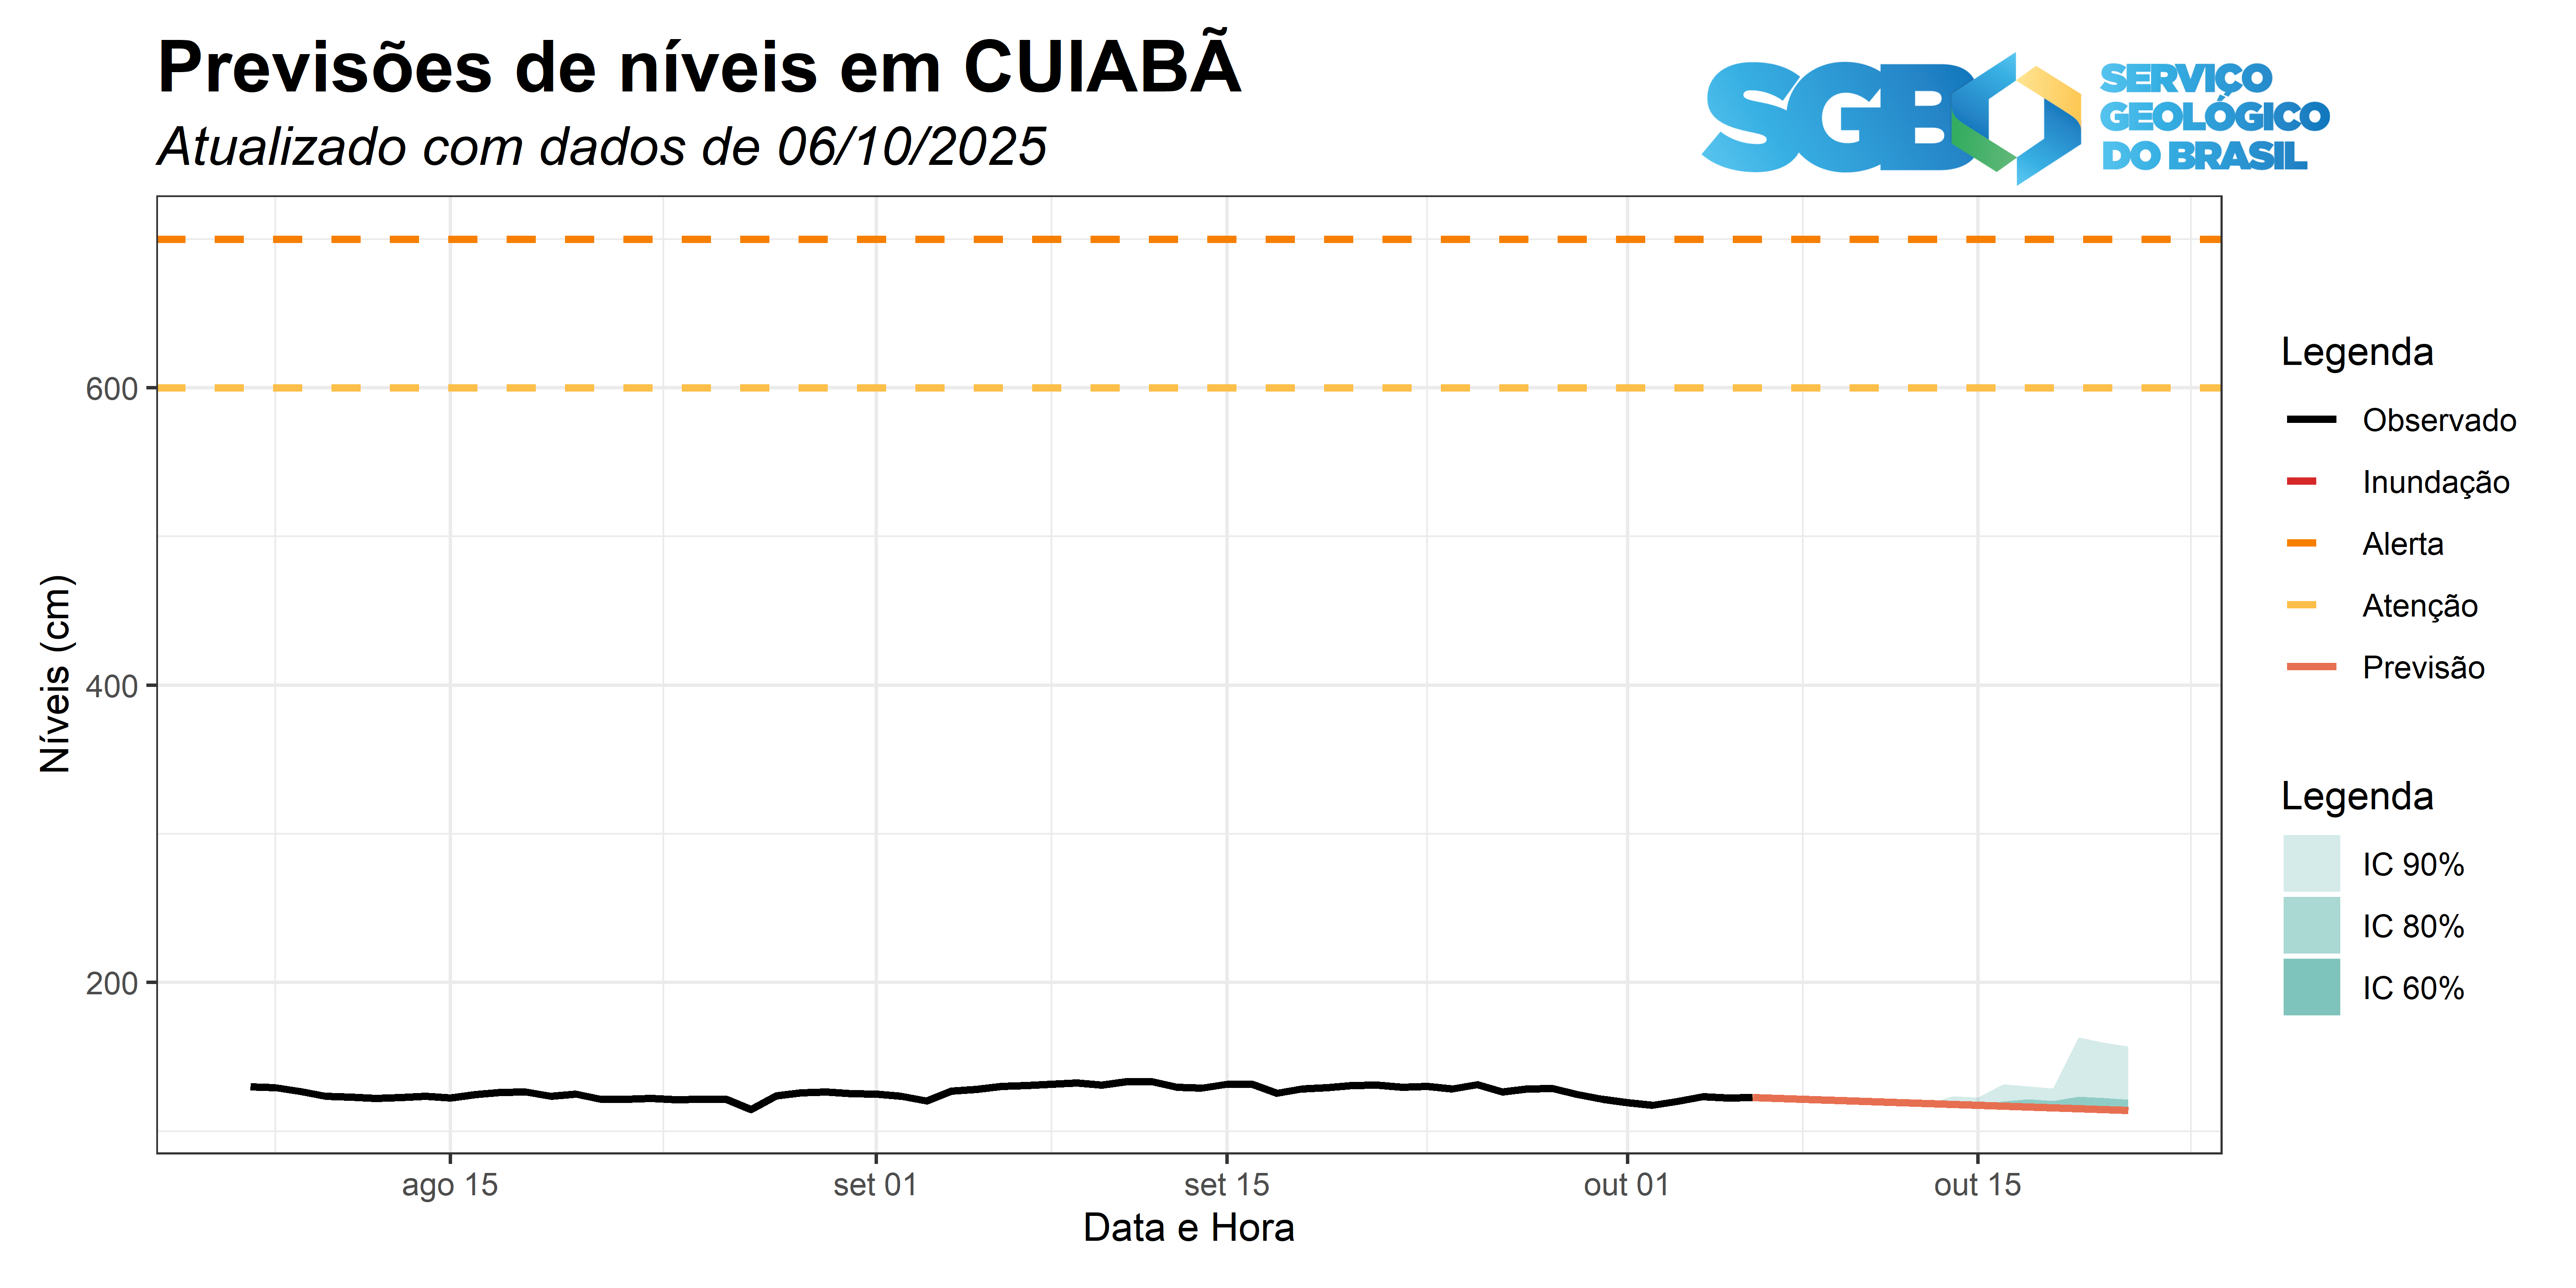 Previsões de níveis em CUIABÃ
Atualizado com dados de 06/10/2025
SGB
SERVIÇO
GEOLÓGICO
DO BRASIL
Níveis (cm)
600
400
200
ago 15
set 01
set 15
out 01
out 15
Data e Hora
Legenda
Observado
Inundação
Alerta
Atenção
Previsão
Legenda
IC 90%
IC 80%
IC 60%